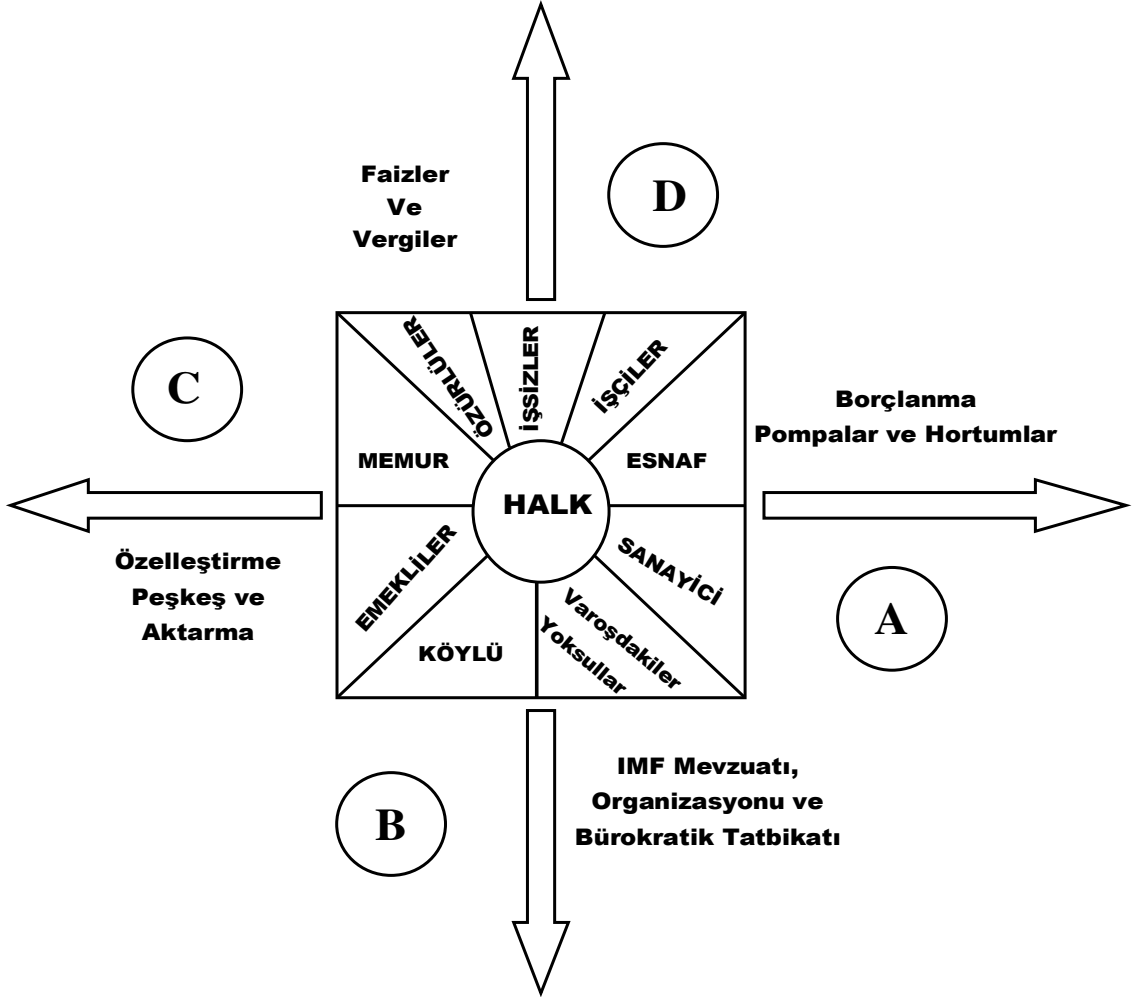 Faizler
Ve
Vergiler
D
C
ÖZÜRLÜLER
İŞSİZLER
İŞÇİLER
Borçlanma
Pompalar ve Hortumlar
MEMUR
ESNAF
HALK
Özelleştirme
Peşkeş ve
Aktarma
EMEKLİLER
SANAYİCİ
A
KÖYLÜ
Varoşdakiler
Yoksullar
B
IMF Mevzuatı,
Organizasyonu ve
Bürokratik Tatbikatı